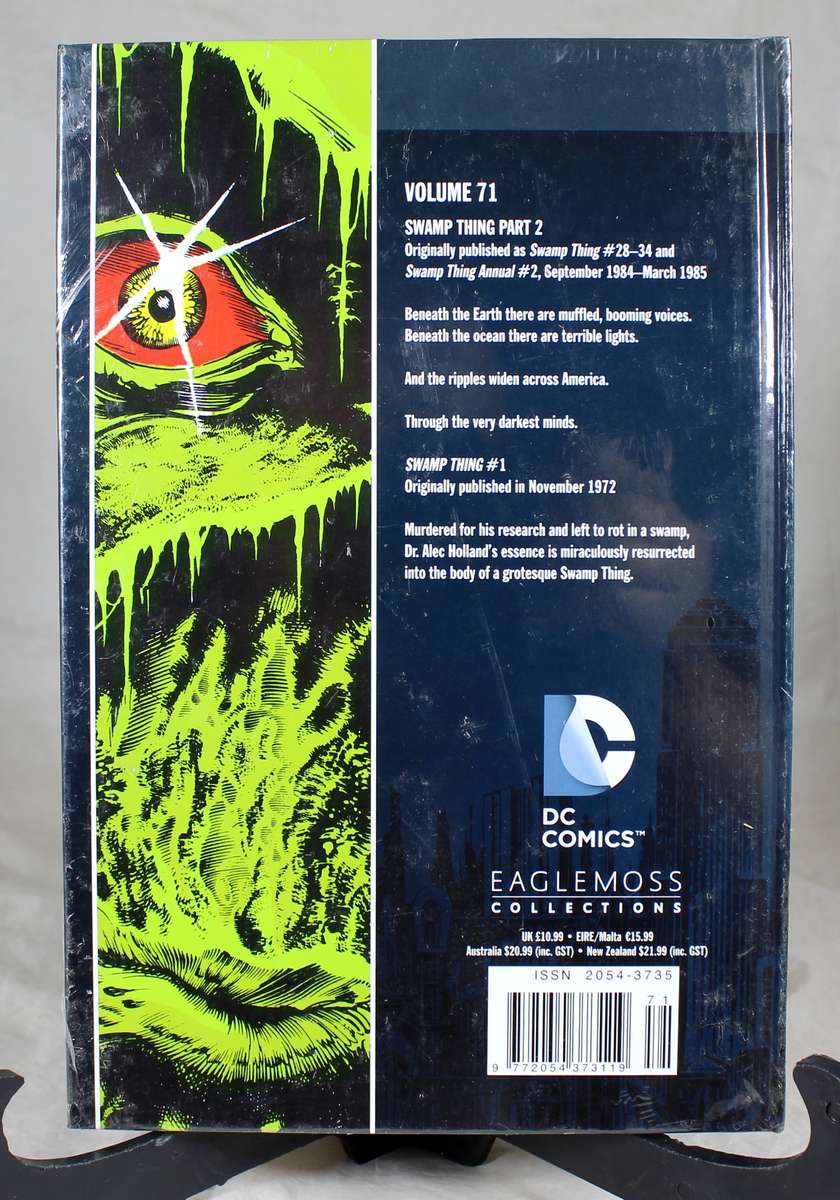 VOLUME 71
SWAMP THING PART 2
Originally published as Swamp Thing #28–34 and
Swamp Thing Annual #2, September 1984–March 1985
Beneath the Earth there are muffled, booming voices.
Beneath the ocean there are terrible lights.
And the ripples widen across America.
Through the very darkest minds.
SWAMP THING #1
Originally published in November 1972
Murdered for his research and left to rot in a swamp,
Dr. Alec Holland's essence is miraculously resurrected
into the body of a grotesque Swamp Thing.
DC
COMICS™
EAGLEMOSS
COLLECTIONS
UK £10.99 • EIRE/Malta €15.99
Australia $20.99 (inc. GST) • New Zealand $21.99 (inc. GST)
ISSN 2054-3735
71
9 772054 373119